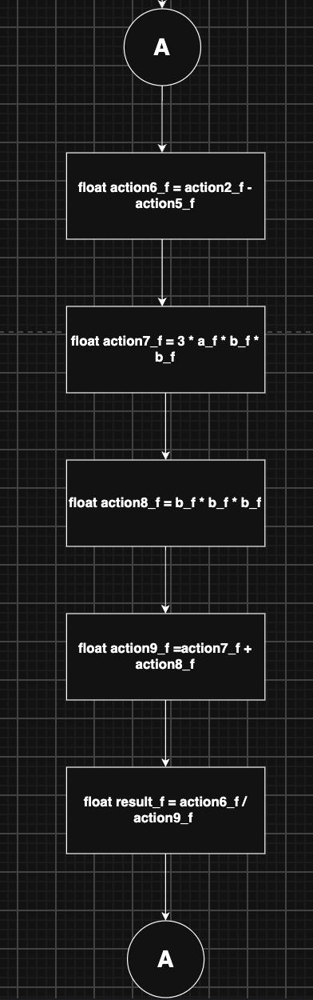 A
float action6_f = action2_f -
action5_f
float action7_f = 3 * a_f * b_f *
b_f
float action8_f = b_f * b_f * b_f
float action9_f =action7_f +
action8_f
float result_f = action6_f /
action9_f
A